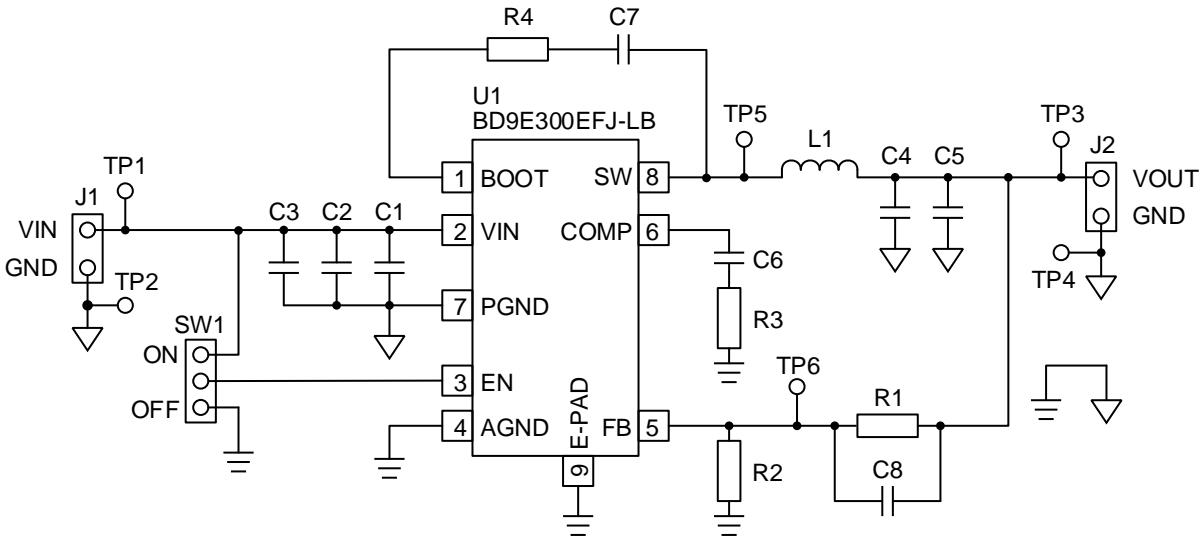 R4
C7
U1
BD9E300EFJ-LB
TP5
TP3
L1
J2
C4
C5
TP1
1 BOOT
SW 8
VOUT
J1
C3
C2
C1
VIN
2 VIN
COMP 6
GND
GND
TP2
C6
TP4
7 PGND
R3
SW1
ON
TP6
3 EN
R1
OFF
4 AGND
E-PAD
9
FB 5
C8
R2